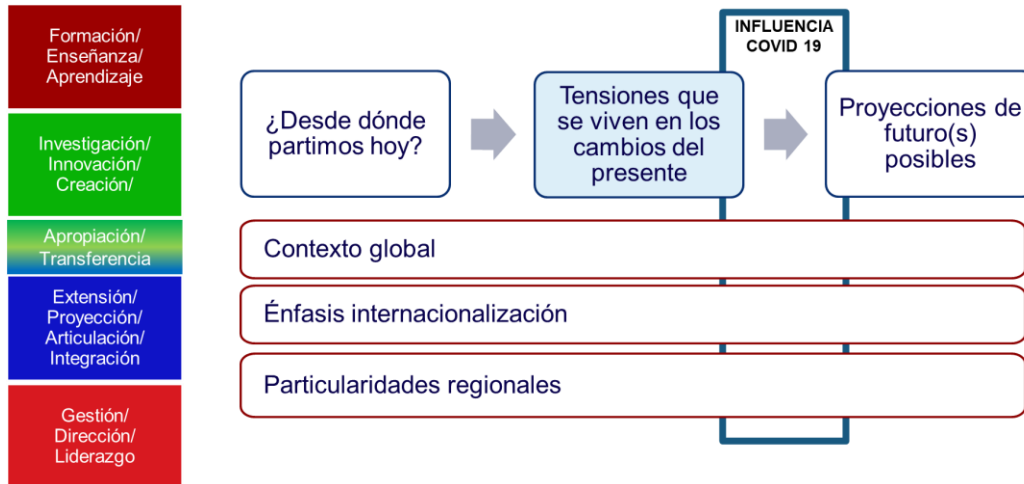 Formación/
Enseñanza/
Aprendizaje
Investigación/
Innovación/
Creación/
Apropiación/
Transferencia
Extensión/
Proyección/
Articulación/
Integración
Gestión/
Dirección/
Liderazgo
INFLUENCIA
COVID 19
¿Desde dónde
partimos hoy?
Tensiones que
se viven en los
cambios del
presente
Proyecciones de
futuro(s)
posibles
Contexto global
Énfasis internacionalización
Particularidades regionales